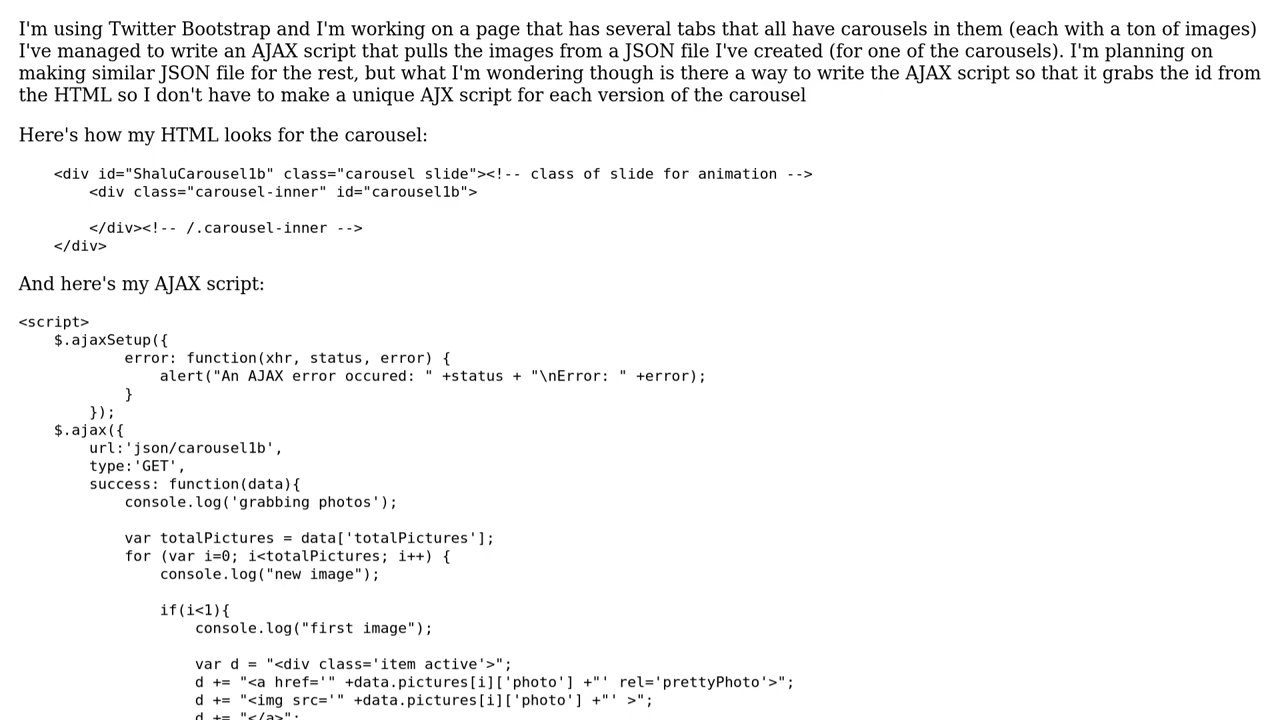 I'm using Twitter Bootstrap and I'm working on a page that has several tabs that all have carousels in them (each with a ton of images)
I've managed to write an AJAX script that pulls the images from a JSON file I've created (for one of the carousels). I'm planning on
making similar JSON file for the rest, but what I'm wondering though is there a way to write the AJAX script so that it grabs the id from
the HTML so I don't have to make a unique AJX script for each version of the carousel
Here's how my HTML looks for the carousel:
<div id="ShaluCarousel1b" class="carousel slide"><!-- class of slide for animation -->
<div class="carousel-inner" id="carousel1b">
</div><!-- /.carousel-inner -->
</div>
And here's my AJAX script:
<script>
$.ajaxSetup({
error: function(xhr, status, error) {
alert("An AJAX error occured: " +status + "\nError: " +error);
}
});
$.ajax({
url:'json/carousel1b',
type:'GET',
success: function(data){
console.log('grabbing photos');
var totalPictures = data['totalPictures'];
for (var i=0; i<totalPictures; i++) {
console.log("new image");
if(i<1){
console.log("first image");
var d = "<div class='item active'>";
d += "<a href='" +data.pictures[i]['photo'] +"' rel='prettyPhoto'>";
d += "<img src='" +data.pictures[i]['photo'] +"' >";
d += "</a>";